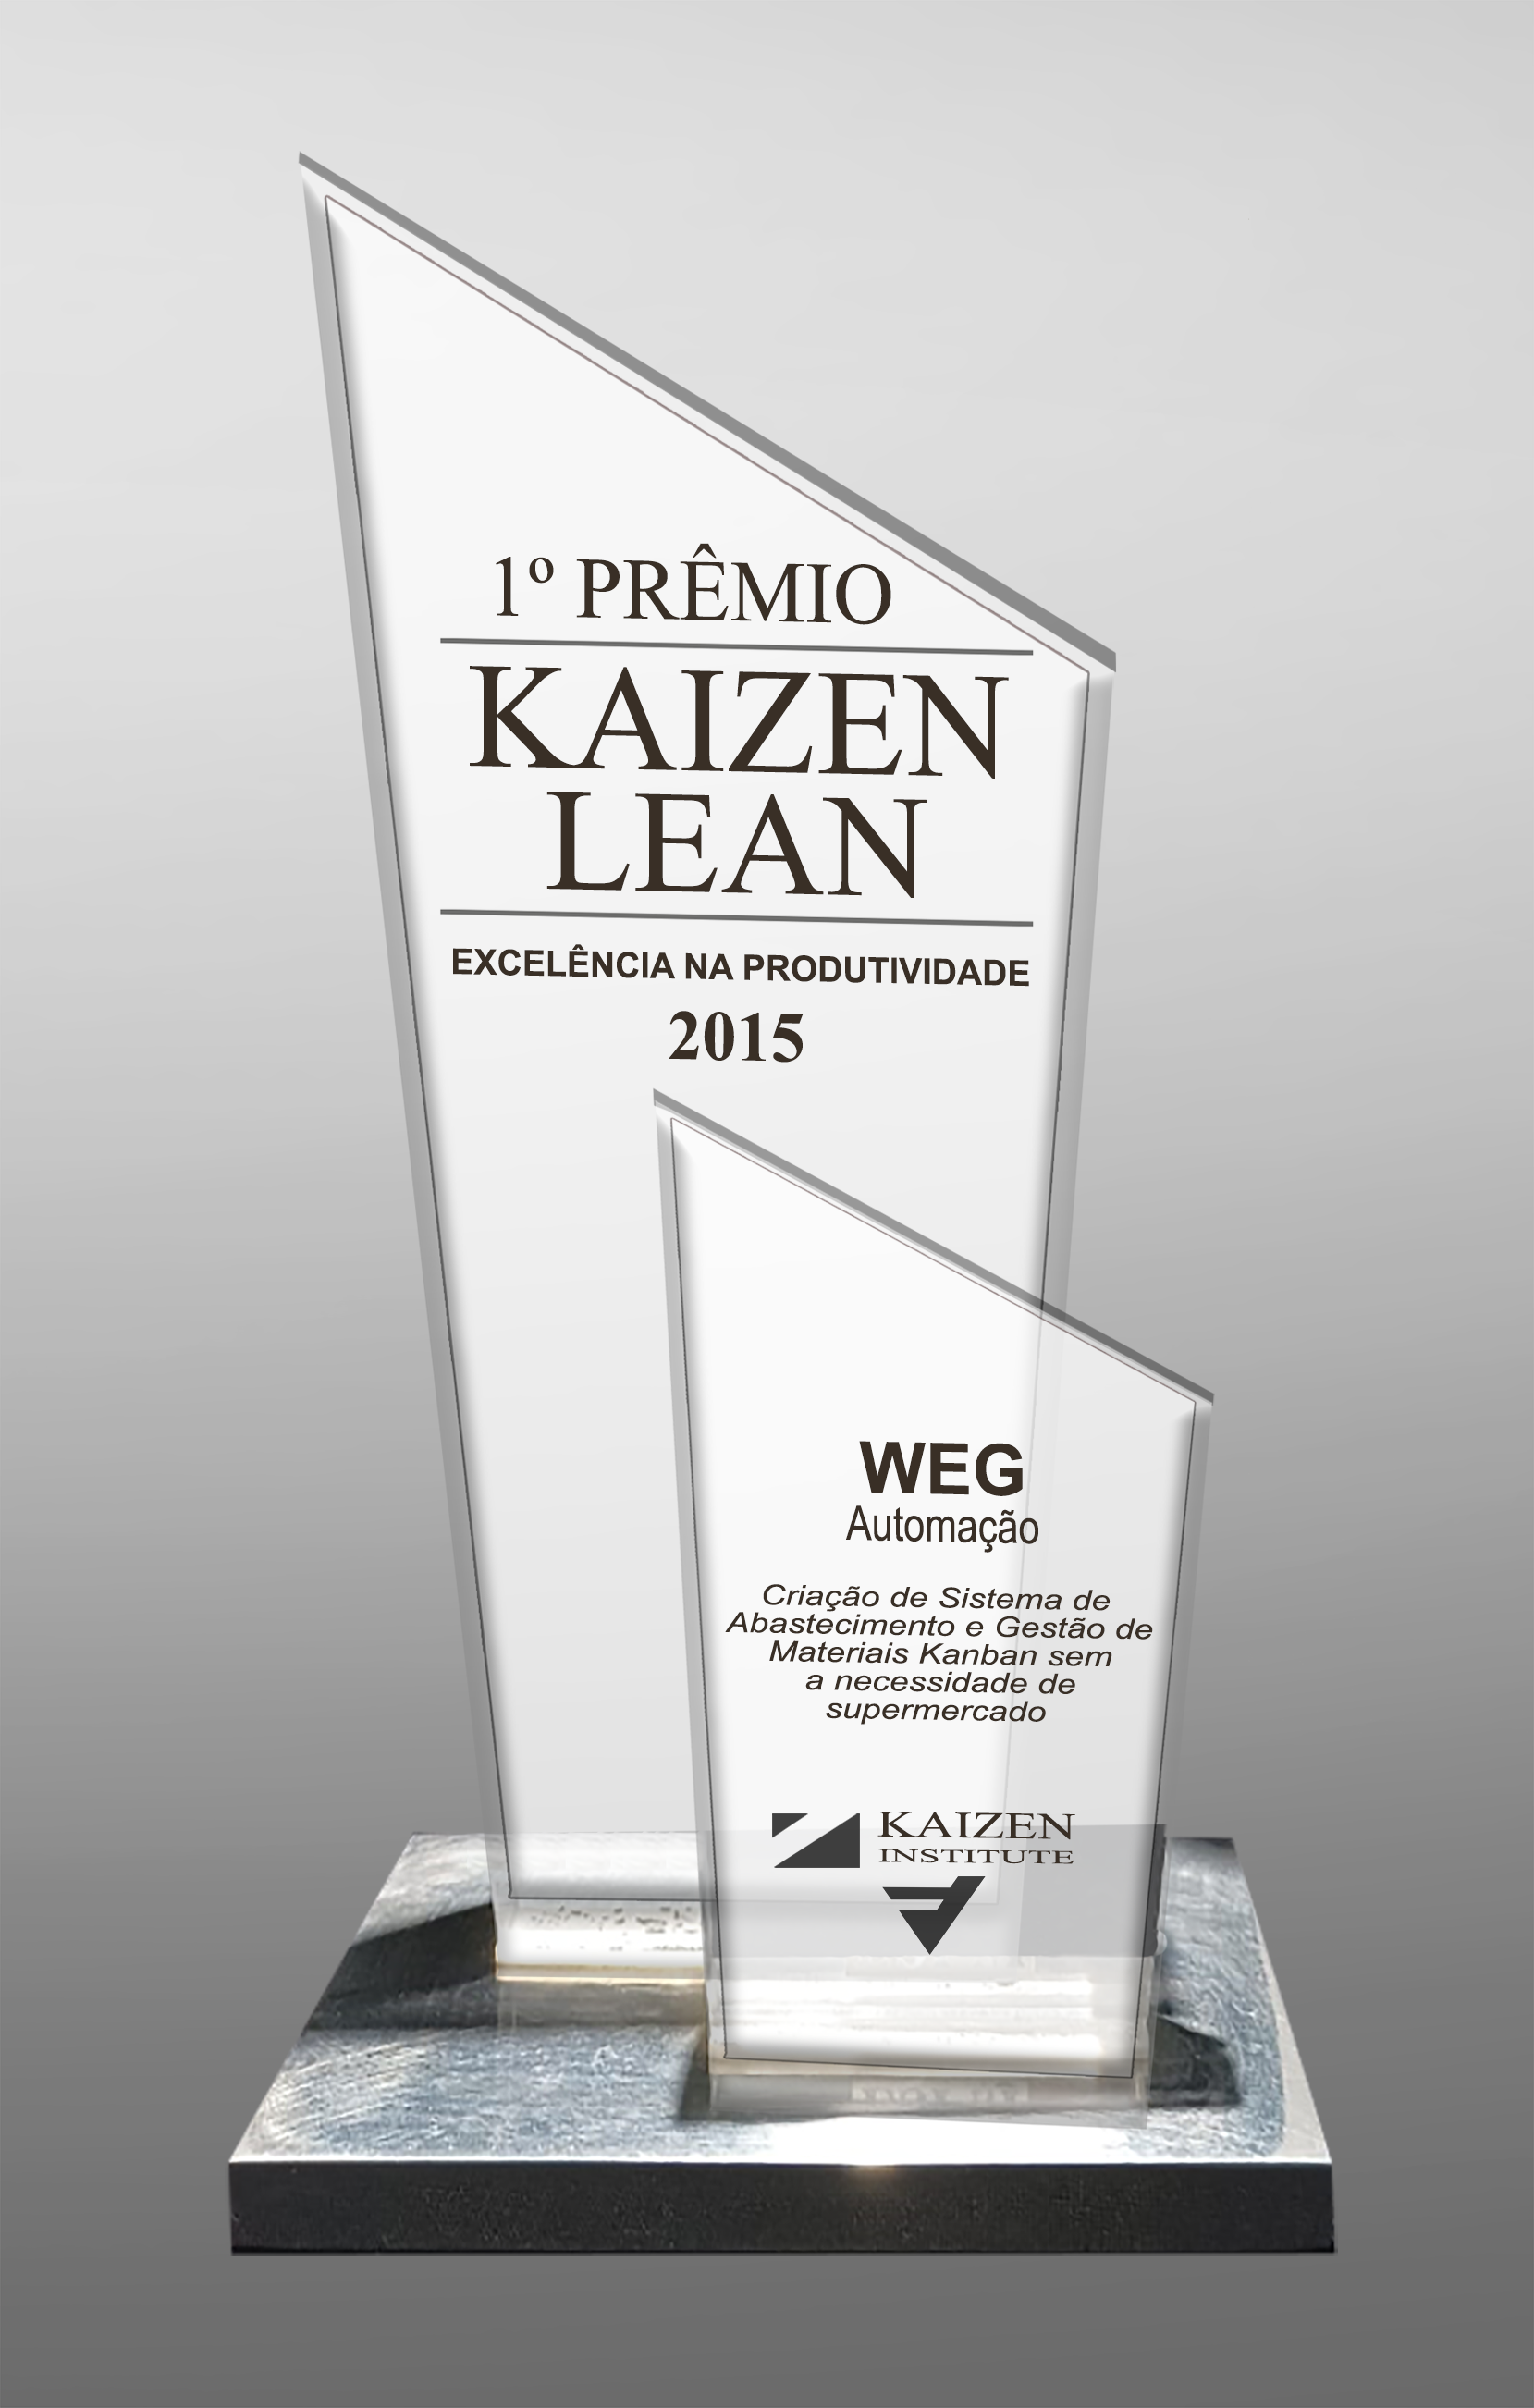 1º PRÊMIO
KAIZEN
LEAN
EXCELÊNCIA NA PRODUTIVIDADE
2015
WEG
Automação
Criação de Sistema de
Abastecimento e Gestão de
Materiais Kanban sem
a necessidade de
supermercado
KAIZEN
INSTITUTE